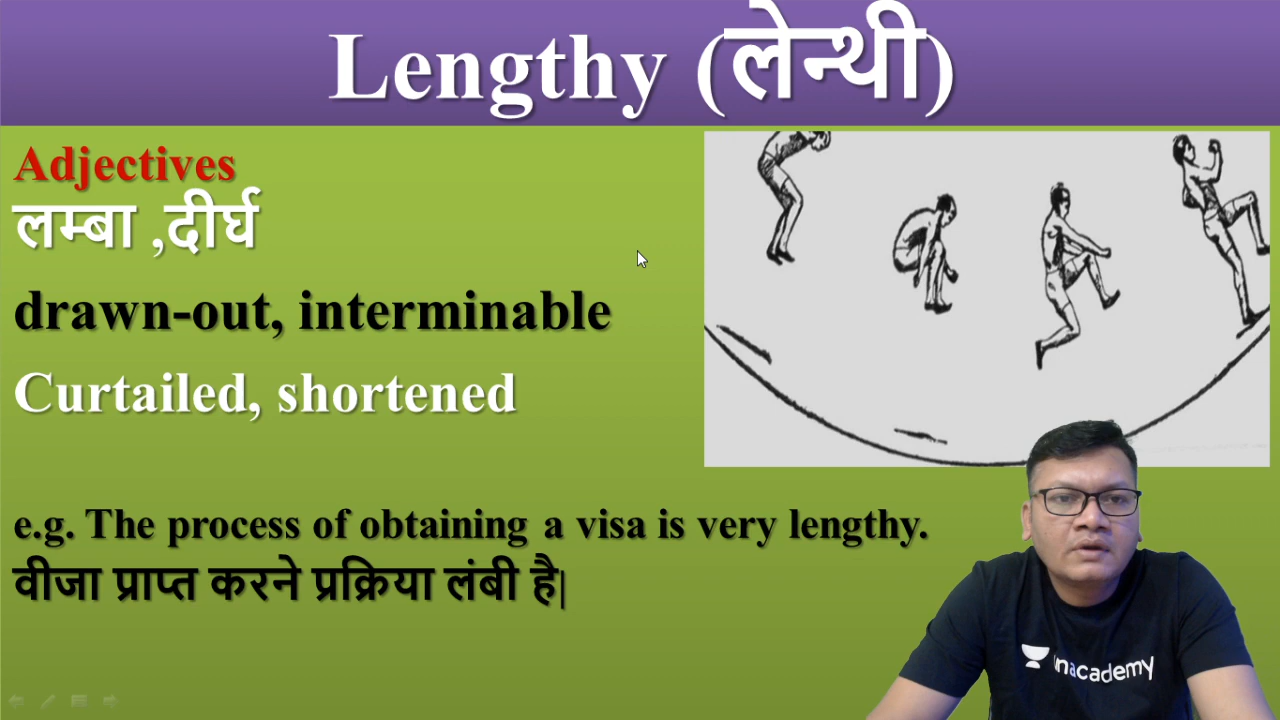 Lengthy (लेन्थी)
Adjectives
लम्बा ,दीर्घ
drawn-out, interminable
Curtailed, shortened
e.g. The process of obtaining a visa is very lengthy.
वीजा प्राप्त करने प्रक्रिया लंबी है|
unacademy